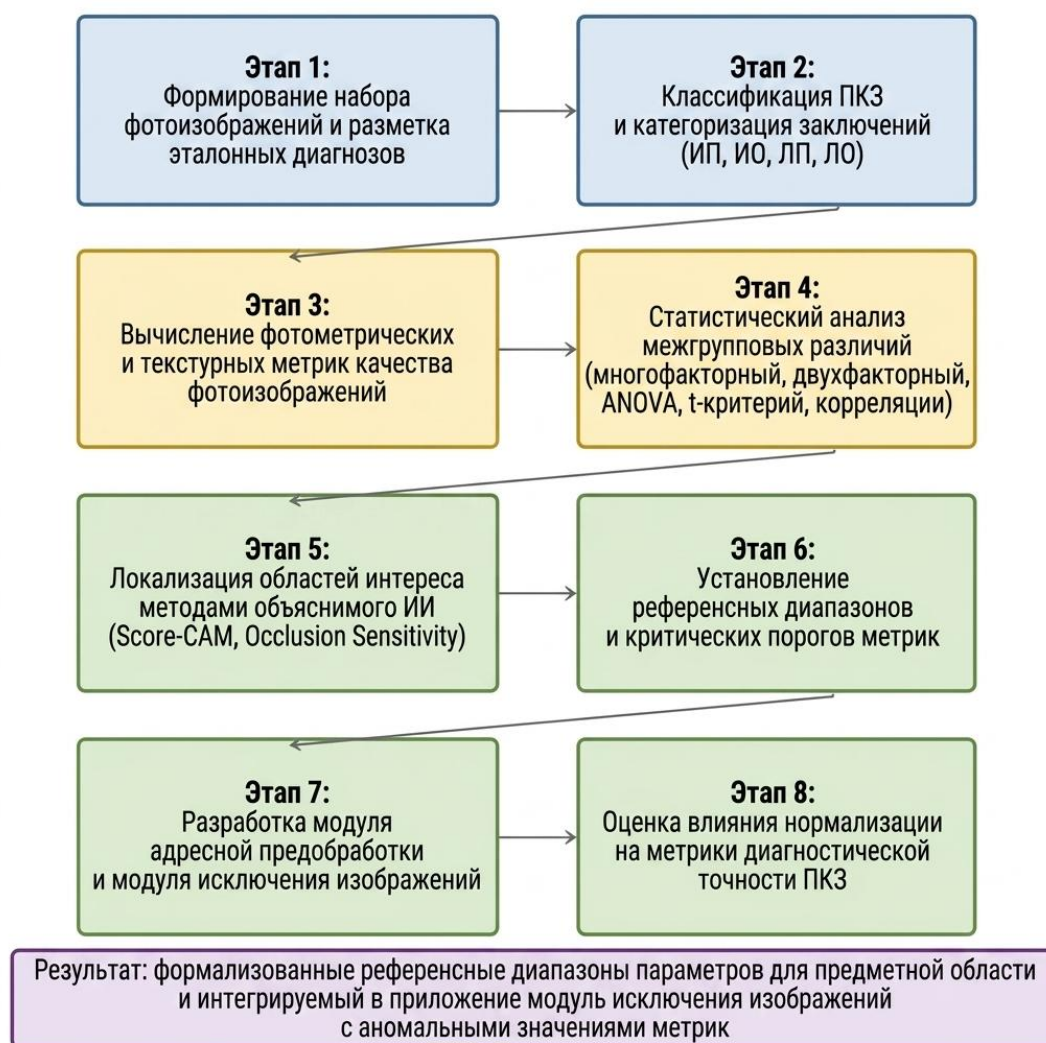 Этап 1:
Формирование набора
фотоизображений и разметка
эталонных диагнозов
Этап 2:
Классификация ПКЗ
и категоризация заключений
(ИП, ИО, ЛП, ЛО)
Этап 3:
Вычисление фотометрических
и текстурных метрик качества
фотоизображений
Этап 4:
Статистический анализ
межгрупповых различий
(многофакторный, двухфакторный,
ANOVA, t-критерий, корреляции)
Этап 5:
Локализация областей интереса
методами объяснимого ИИ
(Score-CAM, Occlusion Sensitivity)
Этап 6:
Установление
референсных диапазонов
и критических порогов метрик
Этап 7:
Разработка модуля
адресной предобработки
и модуля исключения изображений
Этап 8:
Оценка влияния нормализации
на метрики диагностической
точности ПКЗ
Результат: формализованные референсные диапазоны параметров для предметной области
и интегрируемый в приложение модуль исключения изображений
с аномальными значениями метрик